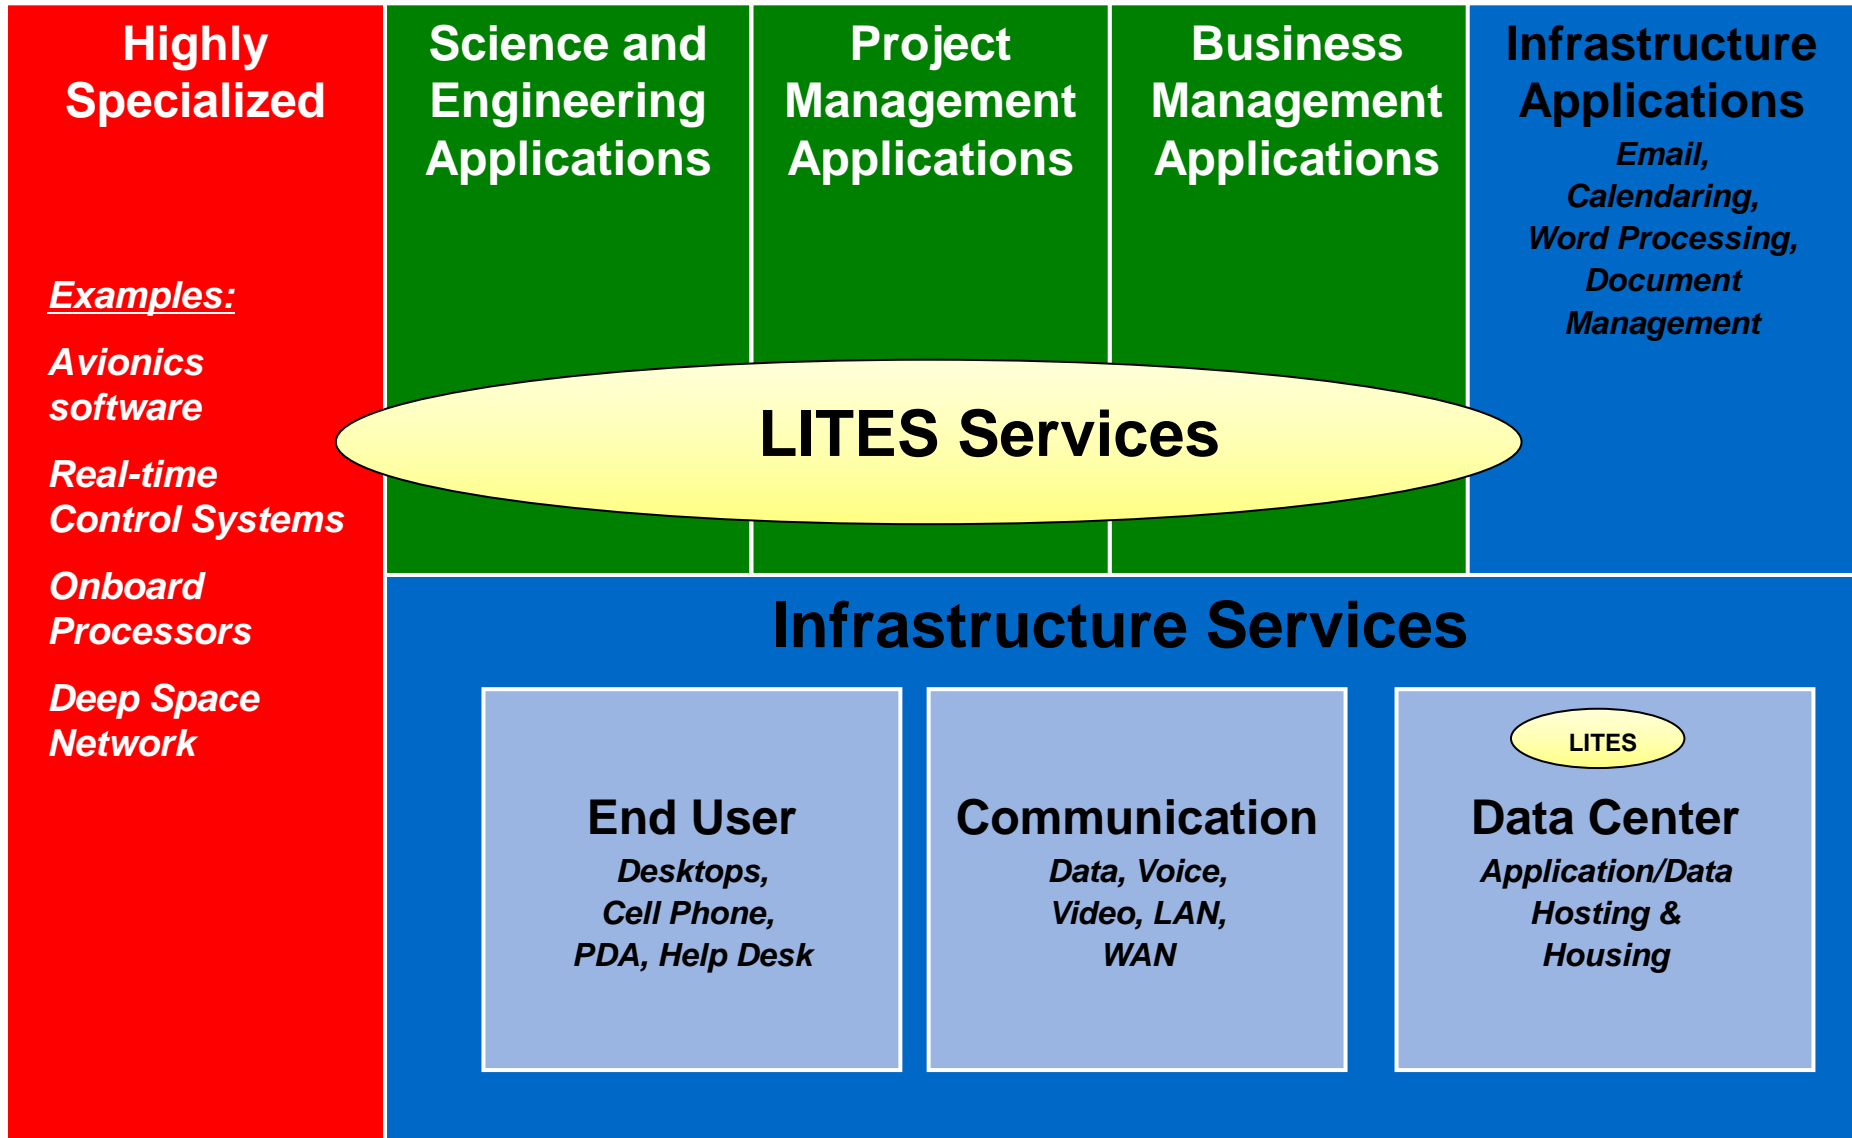 Highly
Specialized
Examples:
Avionics
software
Real-time
Control Systems
Onboard
Processors
Deep Space
Network
Science and
Engineering
Applications
Project
Management
Applications
Business
Management
Applications
Infrastructure
Applications
Email,
Calendaring,
Word Processing,
Document
Management
LITES Services
Infrastructure Services
End User
Desktops,
Cell Phone,
PDA, Help Desk
Communication
Data, Voice,
Video, LAN,
WAN
LITES
Data Center
Application/Data
Hosting &
Housing